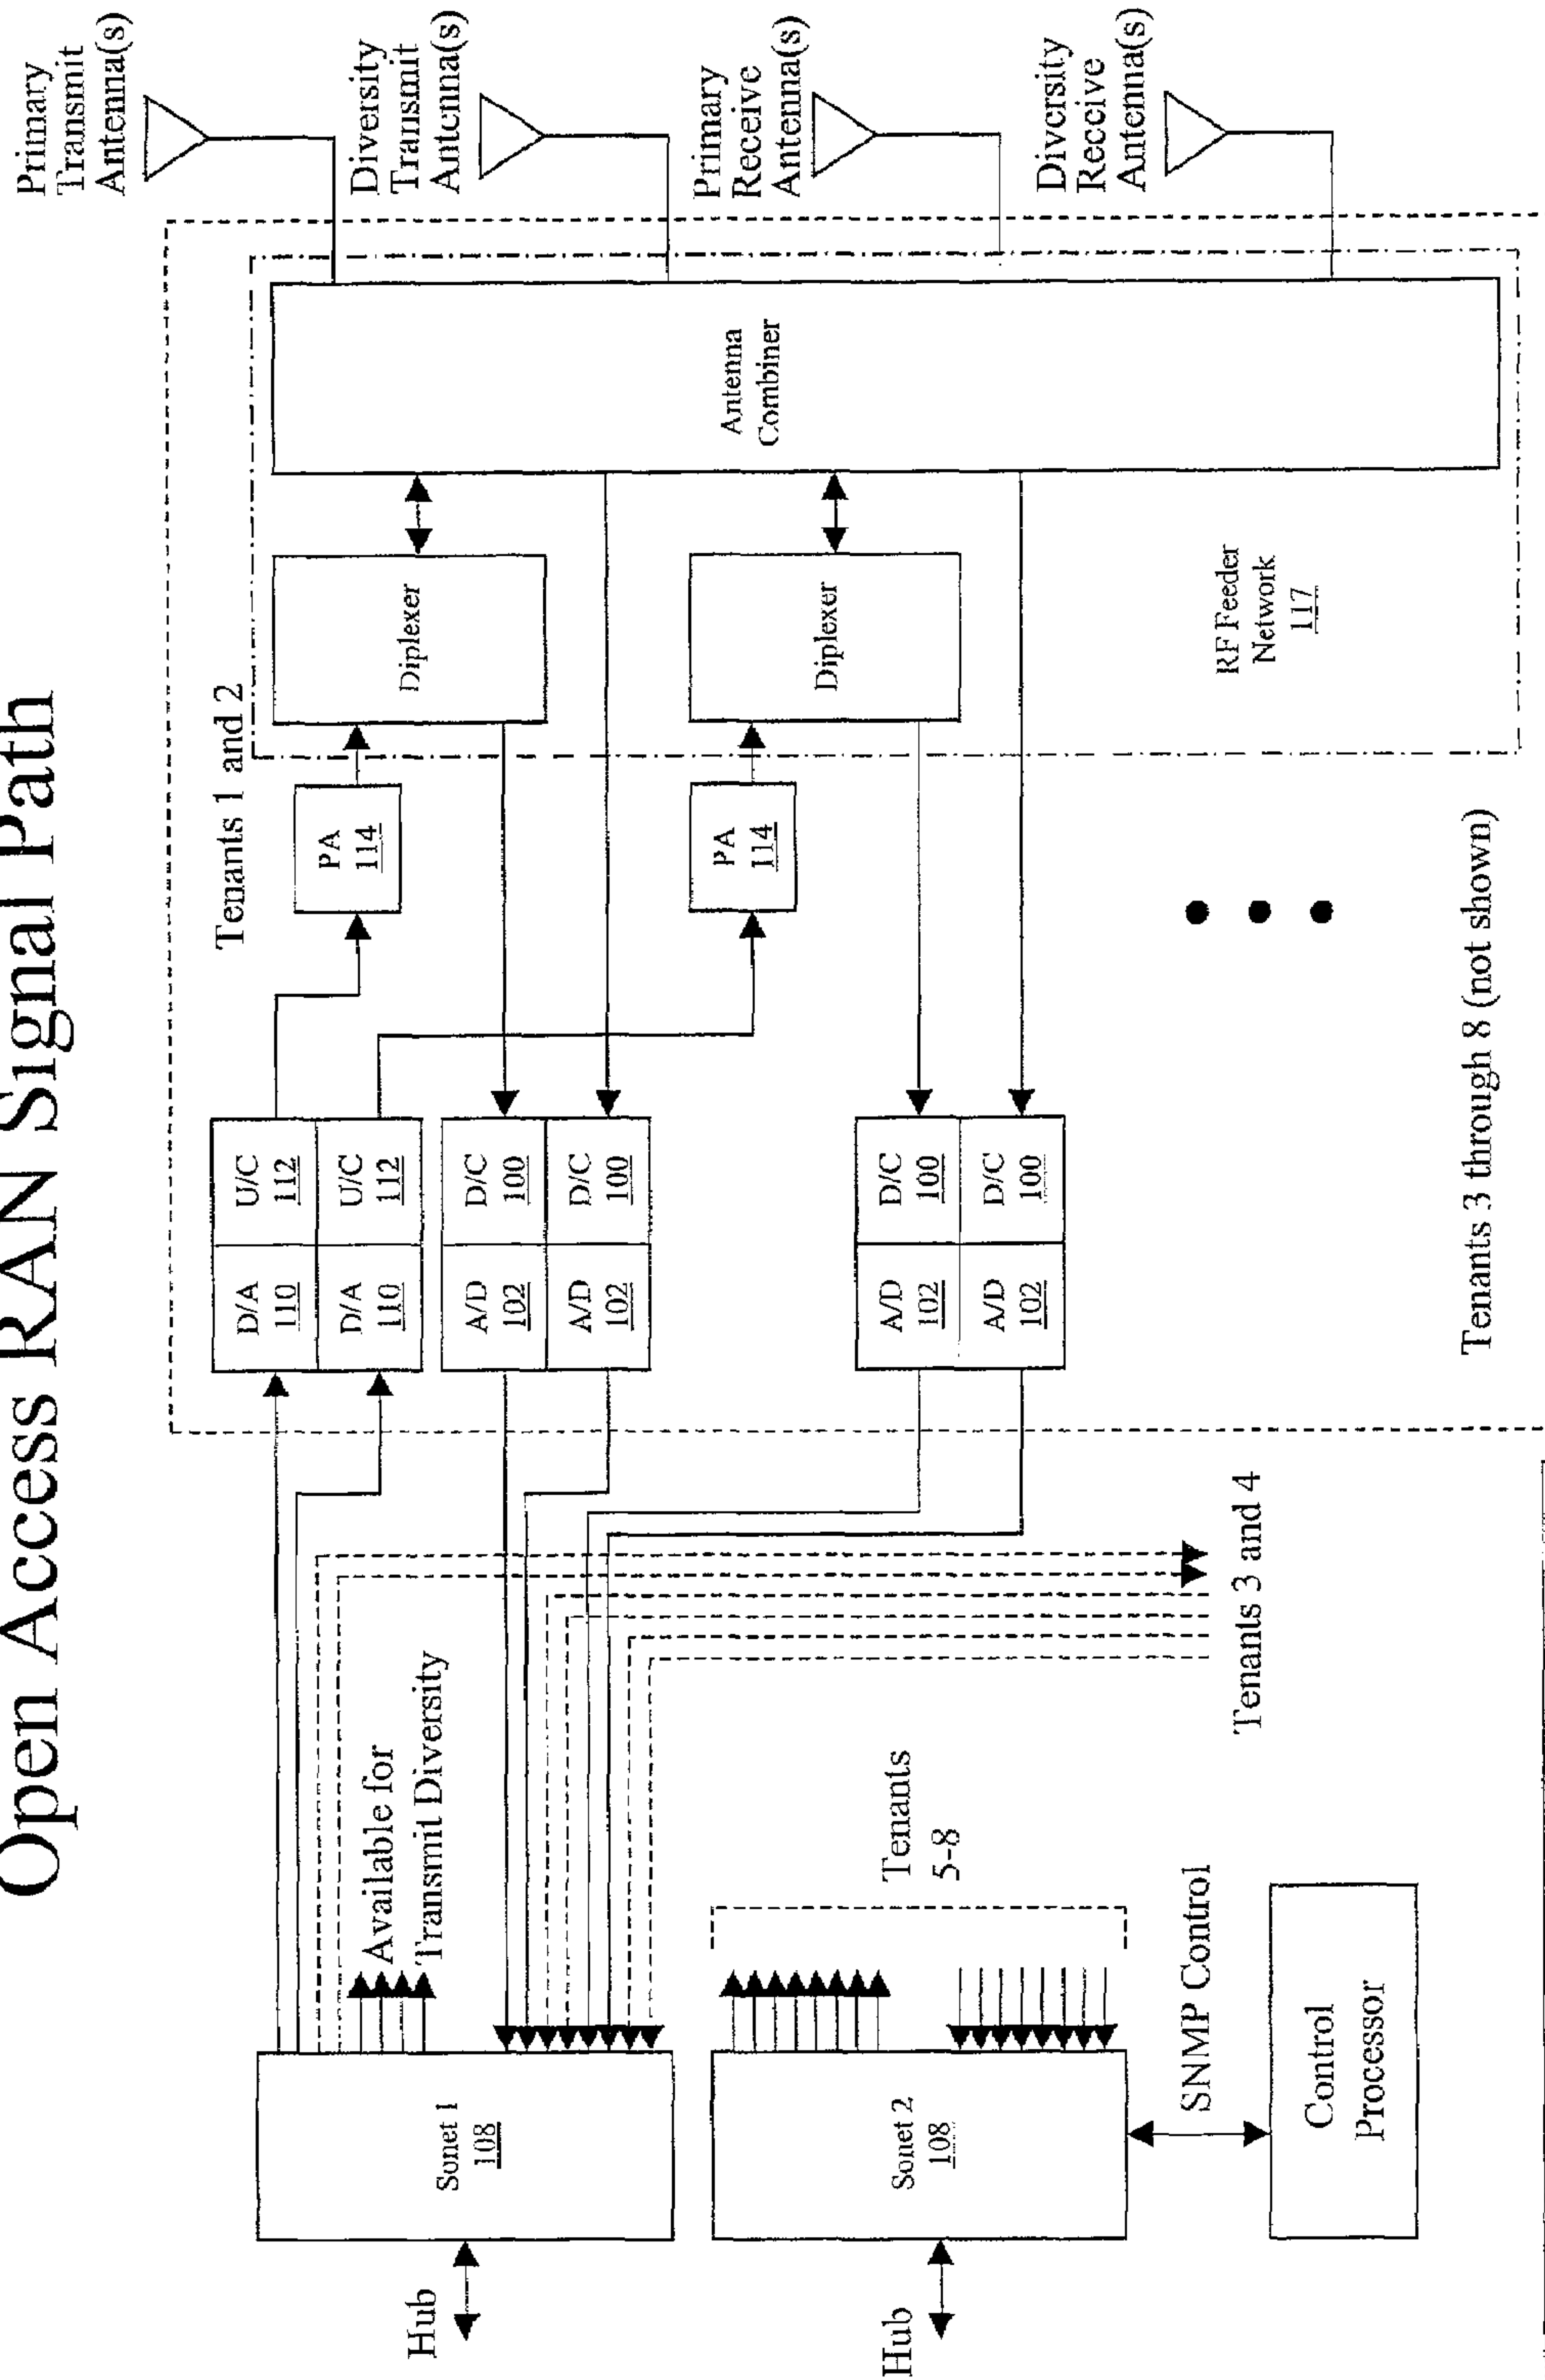 Open Access RAN Signal Path
Primary
Transmit
Antenna(s)
Diversity
Transmit
Antenna(s)
Primary
Receive
Antenna(s)
Diversity
Receive
Antenna(s)
Tenants 1 and 2
Antenna
Combiner
Diplexer
Diplexer
RF Feeder
Network
117
PA
114
PA
114
D/A
110
U/C
112
D/A
110
U/C
112
A/D
102
D/C
100
A/D
102
D/C
100
A/D
102
D/C
100
A/D
102
D/C
100
Tenants 3 through 8 (not shown)
Available for
Transmit Diversity
Tenants 3 and 4
Tenants
5-8
Hub
Sonet 1
108
Hub
Sonet 2
108
SNMP Control
Control
Processor